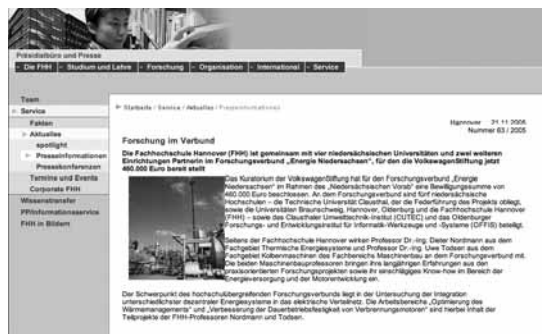 Präsidialbüro und Presse
Die FHH Studium und Lehre Forschung Organisation International Service
Team
Service
Fakten
Aktuelles
spotlight
Presseinformationen
Pressekonferenzen
Termine und Events
Corporate FHH
Wissenstransfer
PRinformationsservice
FHH in Bildern
Startseite / Service / Aktuelles / Presseinformationen
Hannover 21.11.2005
Nummer 63 / 2005
Forschung im Verbund
Die Fachhochschule Hannover (FHH) ist gemeinsam mit vier niedersächsischen Universitäten und zwei weiteren
Einrichtungen Partnerin im Forschungsverbund „Energie Niedersachsen", für den die VolkswagenStiftung jetzt
460.000 Euro bereit stellt
Das Kuratorium der VolkswagenStiftung hat für den Forschungsverbund „Energie
Niedersachsen" im Rahmen des „Niedersächsischen Vorab" eine Bewilligungssumme von
460.000 Euro beschlossen. An dem Forschungsverbund sind fünf niedersächsische
Hochschulen – die Technische Universität Clausthal, der die Federführung des Projekts obliegt,
sowie die Universitäten Braunschweig, Hannover, Oldenburg und die Fachhochschule Hannover
(FHH) – sowie das Clausthaler Umwelttechnik-Institut (CUTEC) und das Oldenburger
Forschungs- und Entwicklungsinstitut für Informatik-Werkzeuge und -Systeme (OFFIS) beteiligt.
Seitens der Fachhochschule Hannover wirken Professor Dr.-Ing. Dieter Nordmann aus dem
Fachgebiet Thermische Energiesysteme und Professor Dr.-Ing. Uwe Todsen aus dem
Fachgebiet Kolbenmaschinen des Fachbereichs Maschinenbau an dem Forschungsverbund mit.
Die beiden Maschinenbauprofessoren bringen ihre langjährigen Erfahrungen aus den
praxisorientierten Forschungsprojekten sowie ihr einschlägiges Know-how im Bereich der
Energieversorgung und der Motorentwicklung ein.
Der Schwerpunkt des hochschulübergreifenden Forschungsverbunds liegt in der Untersuchung der Integration
unterschiedlichster dezentraler Energiesysteme in das elektrische Verteilnetz. Die Arbeitsbereiche „Optimierung des
Wärmemanagements" und „Verbesserung der Dauerbetriebsfestigkeit von Verbrennungsmotoren" sind hierbei Inhalt der
Teilprojekte der FHH-Professoren Nordmann und Todsen.